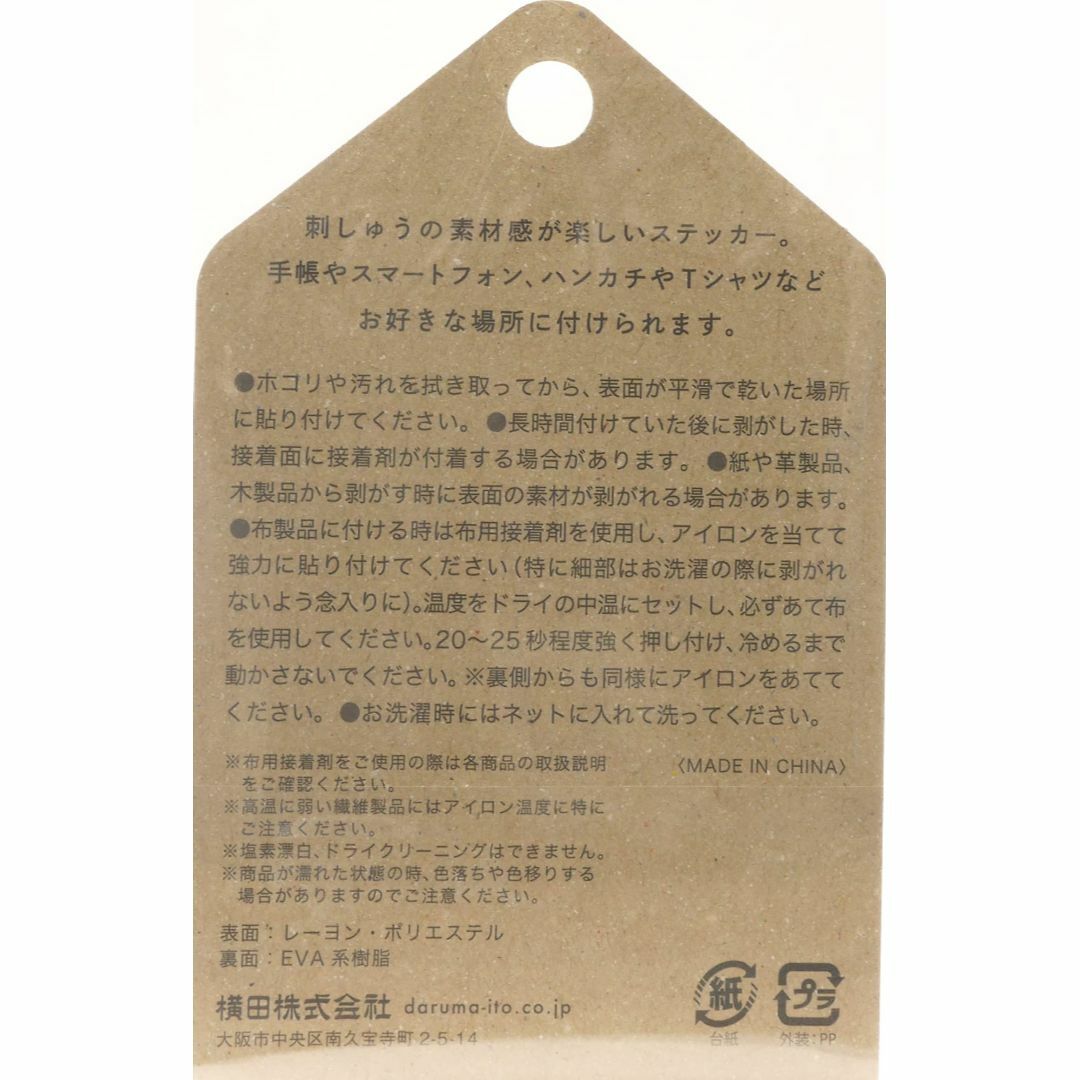 刺しゅうの素材感が楽しいステッカー。
手帳やスマートフォン、ハンカチやTシャツなど
お好きな場所に付けられます。
●ホコリや汚れを拭き取ってから、表面が平滑で乾いた場所
に貼り付けてください。●長時間付けていた後に剥がした時、
接着面に接着剤が付着する場合があります。●紙や革製品、
木製品から剥がす時に表面の素材が剥がれる場合があります。
●布製品に付ける時は布用接着剤を使用し、アイロンを当てて
強力に貼り付けてください（特に細部はお洗濯の際に剥がれ
ないよう念入りに）。温度をドライの中温にセットし、必ずあて布
を使用してください。20〜25秒程度強く押し付け、冷めるまで
動かさないでください。※裏側からも同様にアイロンをあてて
ください。●お洗濯時にはネットに入れて洗ってください。
※布用接着剤をご使用の際は各商品の取扱説明
をご確認ください。
※高温に弱い繊維製品にはアイロン温度に特に
ご注意ください。
※塩素漂白、ドライクリーニングはできません。
※商品が濡れた状態の時、色落ちや色移りする
場合がありますのでご注意ください。
〈MADE IN CHINA〉
表面：レーヨン・ポリエステル
裏面：EVA系樹脂
横田株式会社 daruma-ito.co.jp
大阪市中央区南久宝寺町2-5-14
紙
台紙
プラ
外装：PP